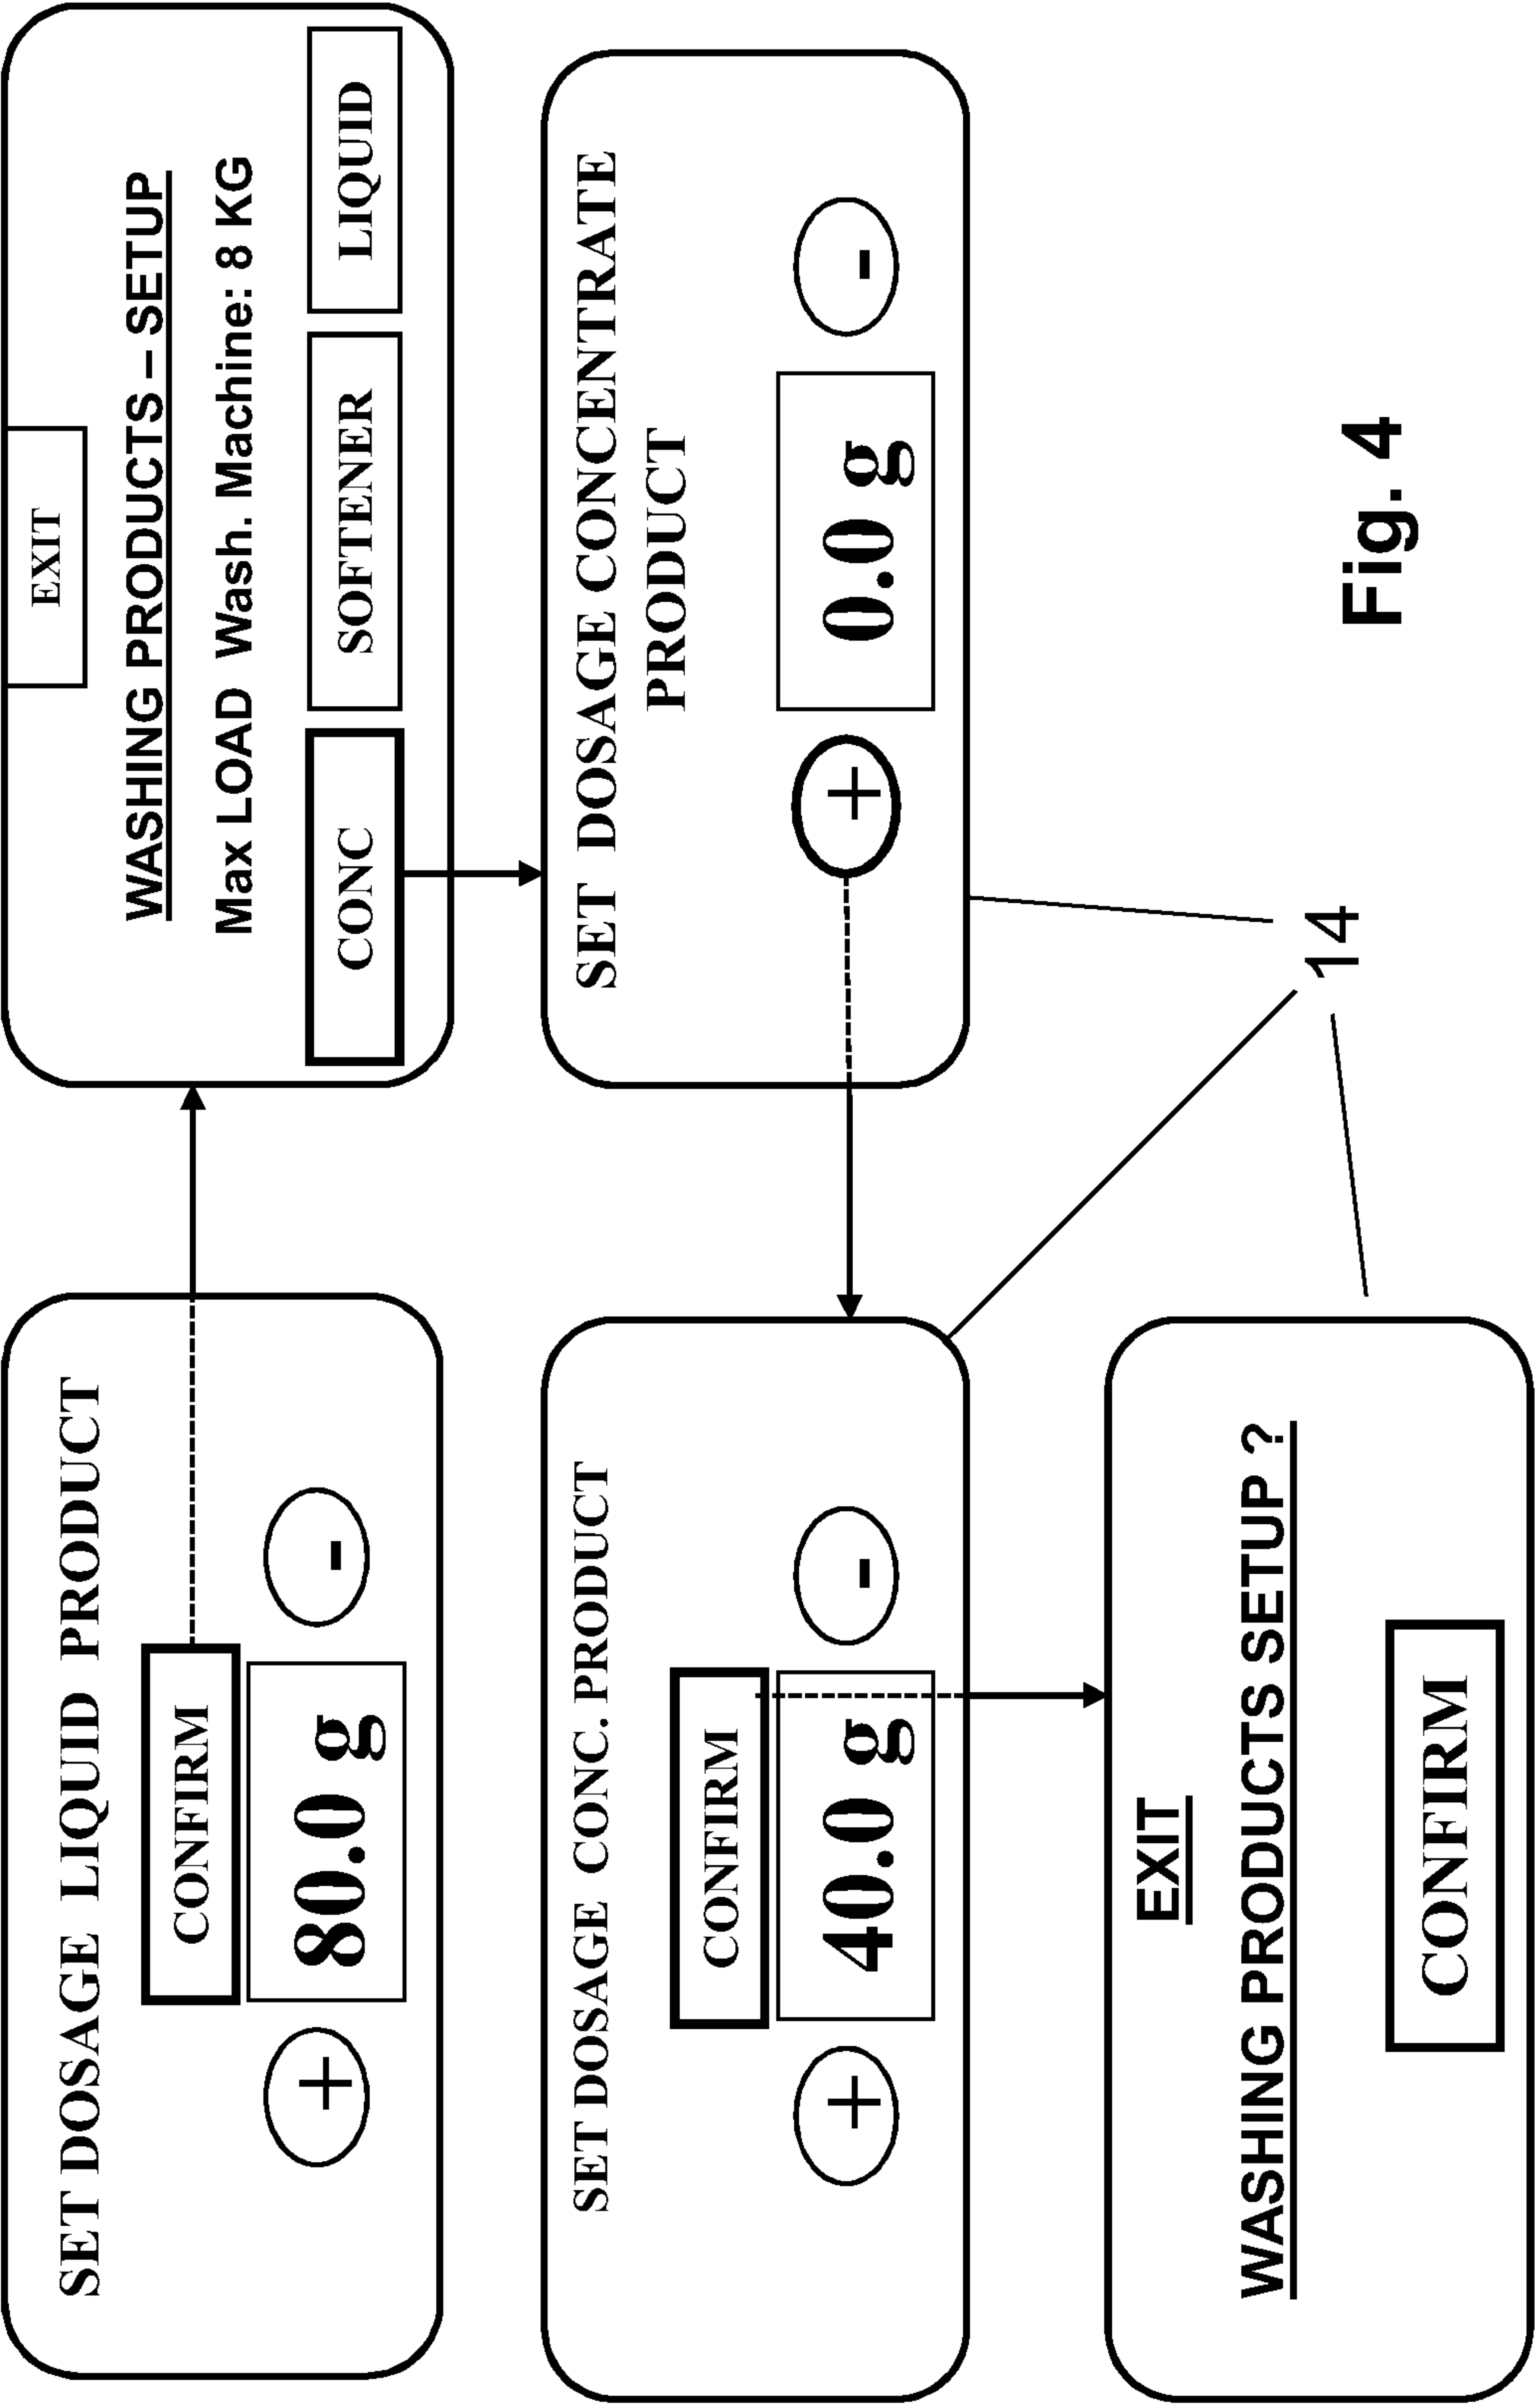 SET DOSAGE LIQUID PRODUCT
CONFIRM
+ 80.0 g -
EXIT
WASHING PRODUCTS – SETUP
Max LOAD Wash. Machine: 8 KG
CONC SOFTENER LIQUID
SET DOSAGE CONC. PRODUCT
CONFIRM
+ 40.0 g -
SET DOSAGE CONCENTRATE
PRODUCT
+ 0.0 g -
EXIT
WASHING PRODUCTS SETUP ?
CONFIRM
14
Fig. 4